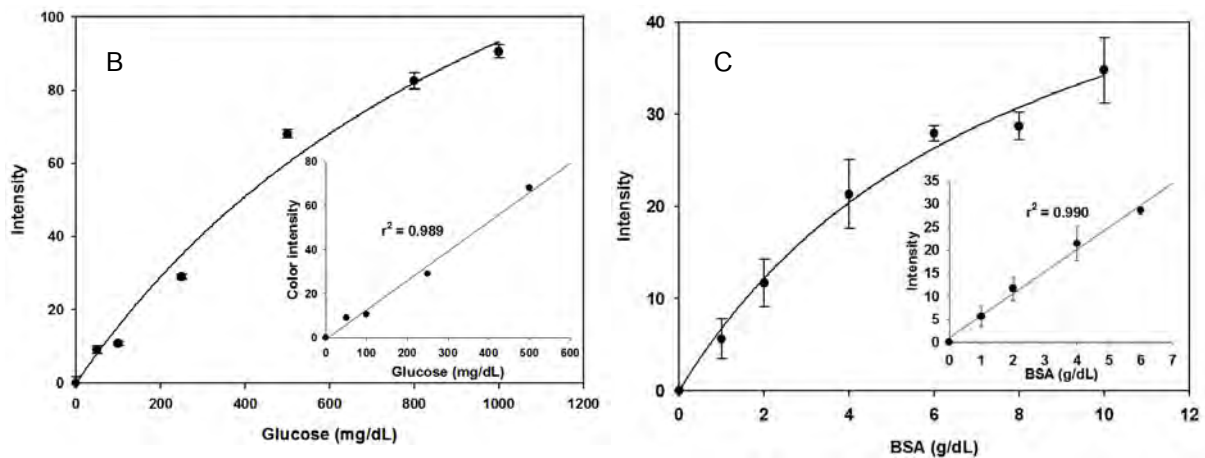 B
Intensity
100
80
60
40
20
0
0 200 400 600 800 1000 1200
Glucose (mg/dL)
Color intensity
80
60
40
20
0
r² = 0.989
0 100 200 300 400 500 600
Glucose (mg/dL)
C
Intensity
40
30
20
10
0
0 2 4 6 8 10 12
BSA (g/dL)
Intensity
35
30
25
20
15
10
5
0
r² = 0.990
0 1 2 3 4 5 6 7
BSA (g/dL)